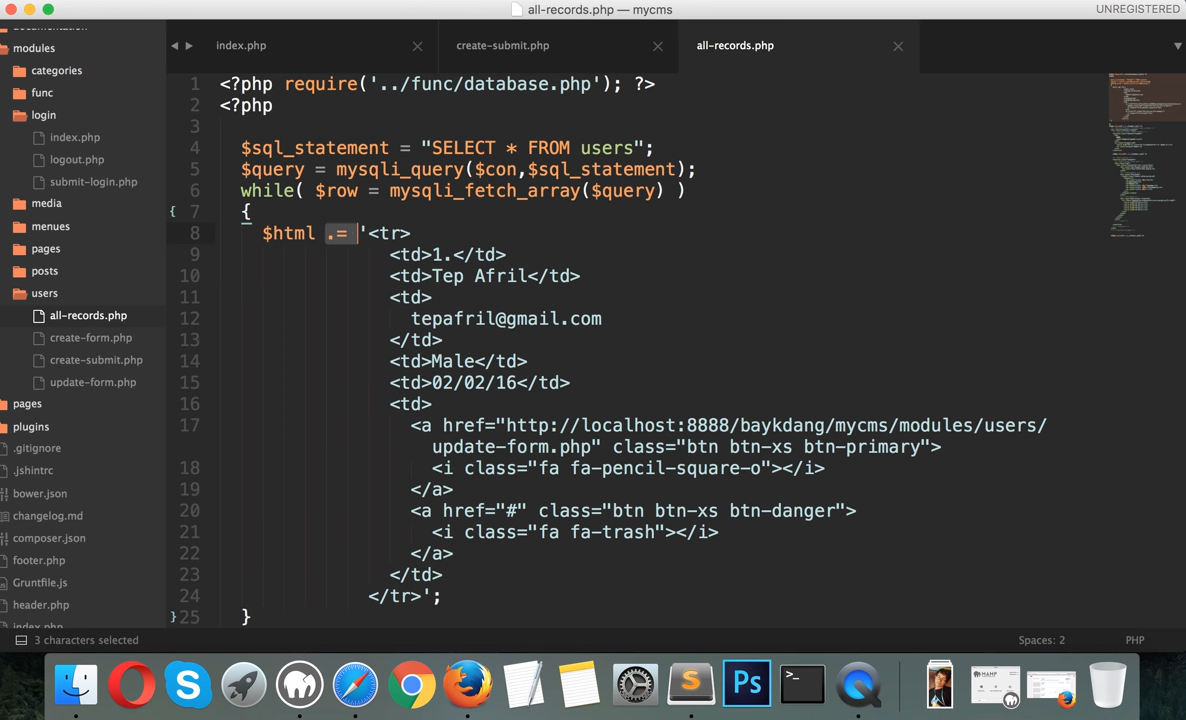 all-records.php — mycms
UNREGISTERED
documentation
modules
categories
func
login
index.php
logout.php
submit-login.php
media
menues
pages
posts
users
all-records.php
create-form.php
create-submit.php
update-form.php
pages
plugins
.gitignore
.jshintrc
bower.json
changelog.md
composer.json
footer.php
Gruntfile.js
header.php
index.php
index.php
create-submit.php
all-records.php
1 <?php require('../func/database.php'); ?>
2 <?php
3
4 $sql_statement = "SELECT * FROM users";
5 $query = mysqli_query($con,$sql_statement);
6 while( $row = mysqli_fetch_array($query) )
{ 7 {
8 $html .= '<tr>
9 <td>1.</td>
10 <td>Tep Afril</td>
11 <td>
12 tepafril@gmail.com
13 </td>
14 <td>Male</td>
15 <td>02/02/16</td>
16 <td>
17 <a href="http://localhost:8888/baykdang/mycms/modules/users/
update-form.php" class="btn btn-xs btn-primary">
18 <i class="fa fa-pencil-square-o"></i>
19 </a>
20 <a href="#" class="btn btn-xs btn-danger">
21 <i class="fa fa-trash"></i>
22 </a>
23 </td>
24 </tr>';
} 25 }
3 characters selected
Spaces: 2
PHP
S
S
Ps
>_
MAMP